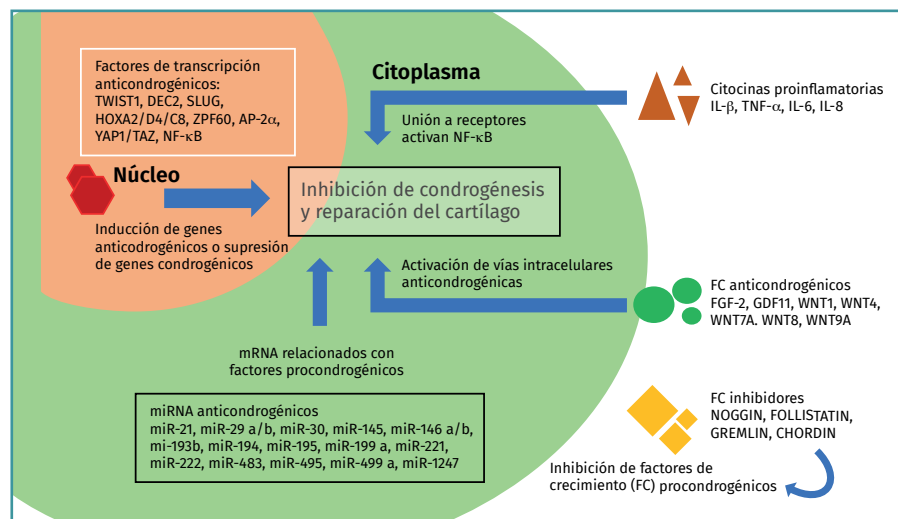 Factores de transcripción
anticondrogénicos:
TWIST1, DEC2, SLUG,
HOXA2/D4/C8, ZPF60, AP-2α,
YAP1/TAZ, NF-κB
Núcleo
Inducción de genes
anticodrogénicos o supresión
de genes condrogénicos
Citoplasma
Unión a receptores
activan NF-κB
Citocinas proinflamatorias
IL-β, TNF-α, IL-6, IL-8
Inhibición de condrogénesis
y reparación del cartílago
Activación de vías intracelulares
anticondrogénicas
FC anticondrogénicos
FGF-2, GDF11, WNT1, WNT4,
WNT7A. WNT8, WNT9A
mRNA relacionados con
factores procondrogénicos
miRNA anticondrogénicos
miR-21, miR-29 a/b, miR-30, miR-145, miR-146 a/b,
mi-193b, miR-194, miR-195, miR-199 a, miR-221,
miR-222, miR-483, miR-495, miR-499 a, miR-1247
FC inhibidores
NOGGIN, FOLLISTATIN,
GREMLIN, CHORDIN
Inhibición de factores de
crecimiento (FC) procondrogénicos